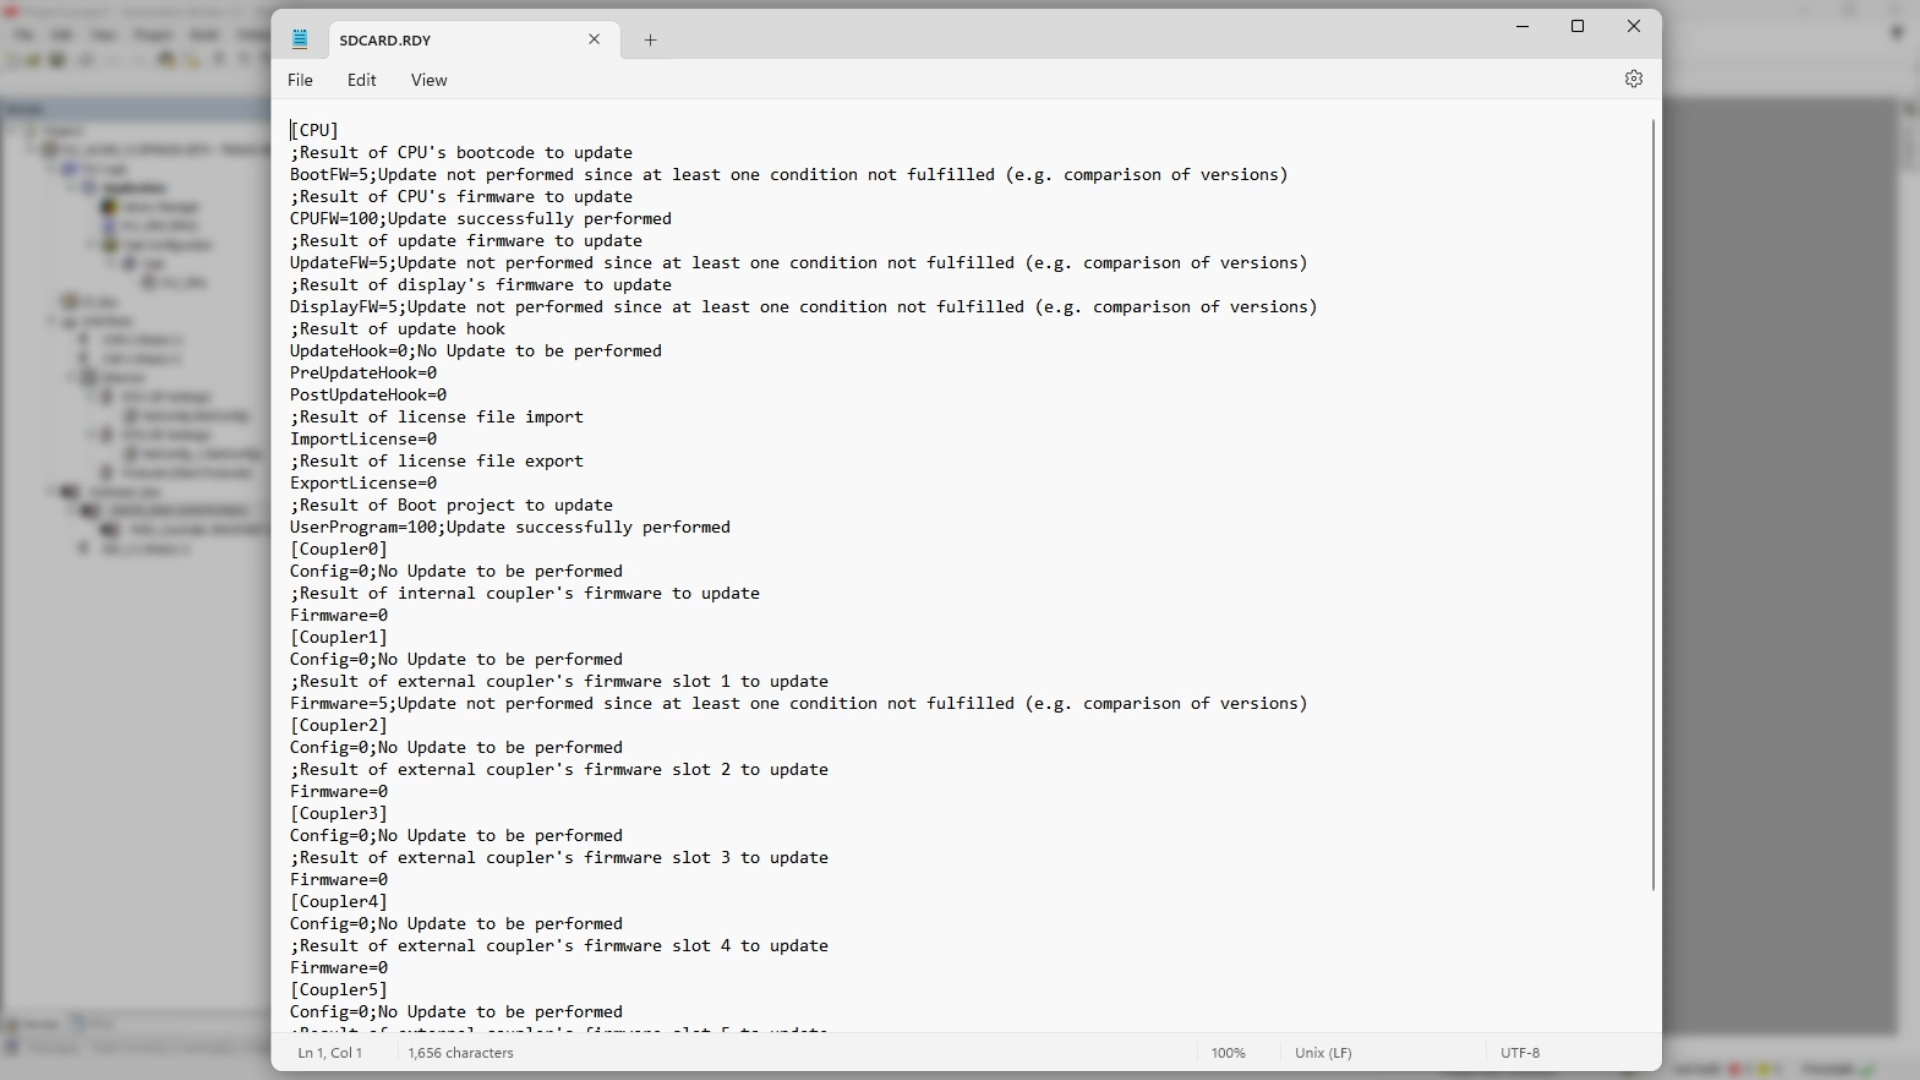 SDCARD.RDY
File Edit View
[CPU]
;Result of CPU's bootcode to update
BootFW=5;Update not performed since at least one condition not fulfilled (e.g. comparison of versions)
;Result of CPU's firmware to update
CPUFW=100;Update successfully performed
;Result of update firmware to update
UpdateFW=5;Update not performed since at least one condition not fulfilled (e.g. comparison of versions)
;Result of display's firmware to update
DisplayFW=5;Update not performed since at least one condition not fulfilled (e.g. comparison of versions)
;Result of update hook
UpdateHook=0;No Update to be performed
PreUpdateHook=0
PostUpdateHook=0
;Result of license file import
ImportLicense=0
;Result of license file export
ExportLicense=0
;Result of Boot project to update
UserProgram=100;Update successfully performed
[Coupler0]
Config=0;No Update to be performed
;Result of internal coupler's firmware to update
Firmware=0
[Coupler1]
Config=0;No Update to be performed
;Result of external coupler's firmware slot 1 to update
Firmware=5;Update not performed since at least one condition not fulfilled (e.g. comparison of versions)
[Coupler2]
Config=0;No Update to be performed
;Result of external coupler's firmware slot 2 to update
Firmware=0
[Coupler3]
Config=0;No Update to be performed
;Result of external coupler's firmware slot 3 to update
Firmware=0
[Coupler4]
Config=0;No Update to be performed
;Result of external coupler's firmware slot 4 to update
Firmware=0
[Coupler5]
Config=0;No Update to be performed
;Result of external coupler's firmware slot 5 to update
Ln 1, Col 1 1,656 characters 100% Unix (LF) UTF-8